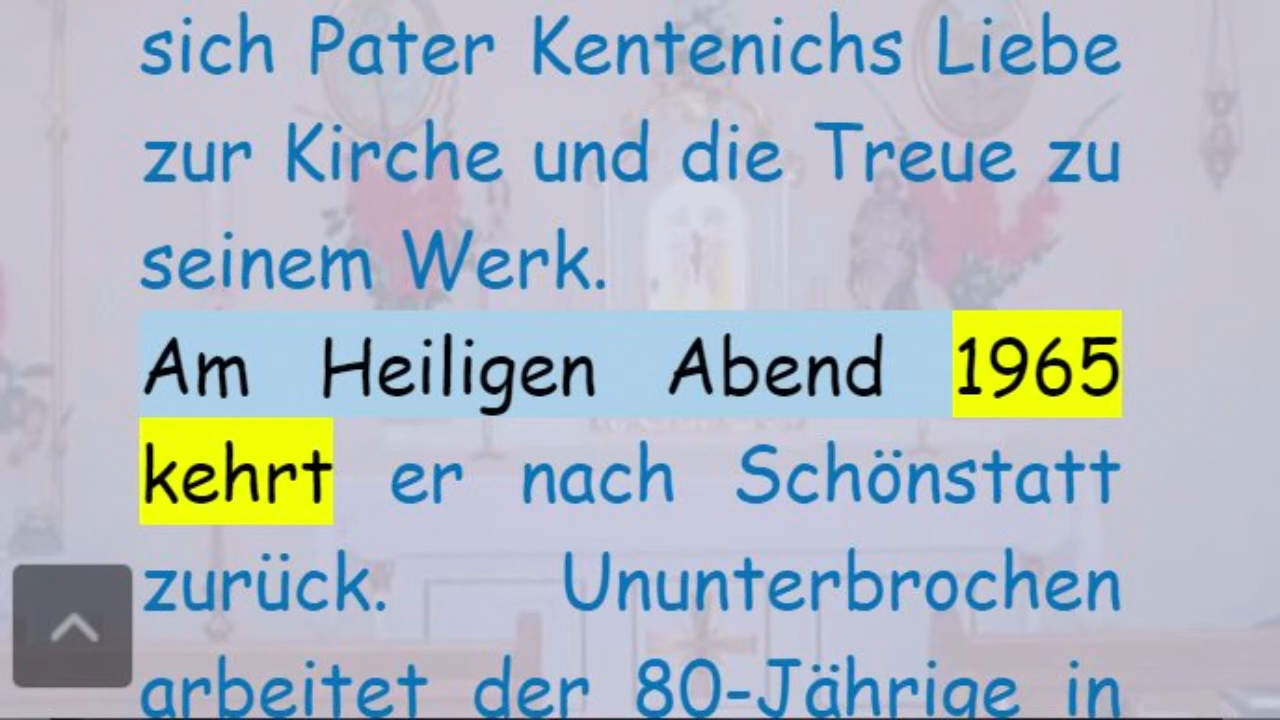 sich Pater Kentenichs Liebe
zur Kirche und die Treue zu
seinem Werk.
Am Heiligen Abend 1965
kehrt er nach Schönstatt
zurück. Ununterbrochen
arbeitet der 80-Jährige in